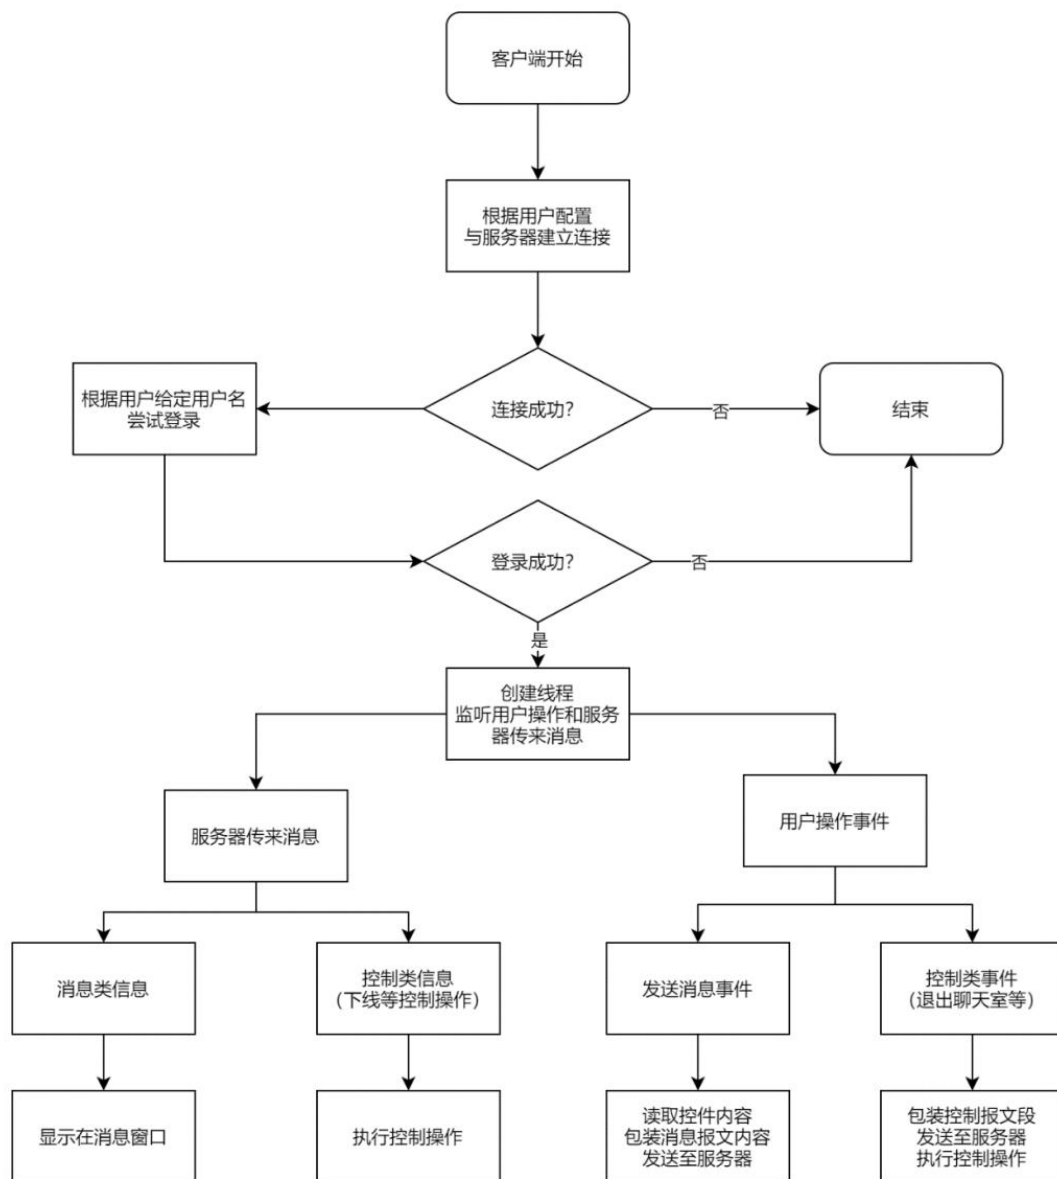 客户端开始
根据用户配置
与服务器建立连接
根据用户给定用户名
尝试登录
连接成功？
否
结束
登录成功？
否
是
创建线程
监听用户操作和服务
器传来消息
服务器传来消息
用户操作事件
消息类信息
控制类信息
（下线等控制操作）
发送消息事件
控制类事件
（退出聊天室等）
显示在消息窗口
执行控制操作
读取控件内容
包装消息报文内容
发送至服务器
包装控制报文段
发送至服务器
执行控制操作